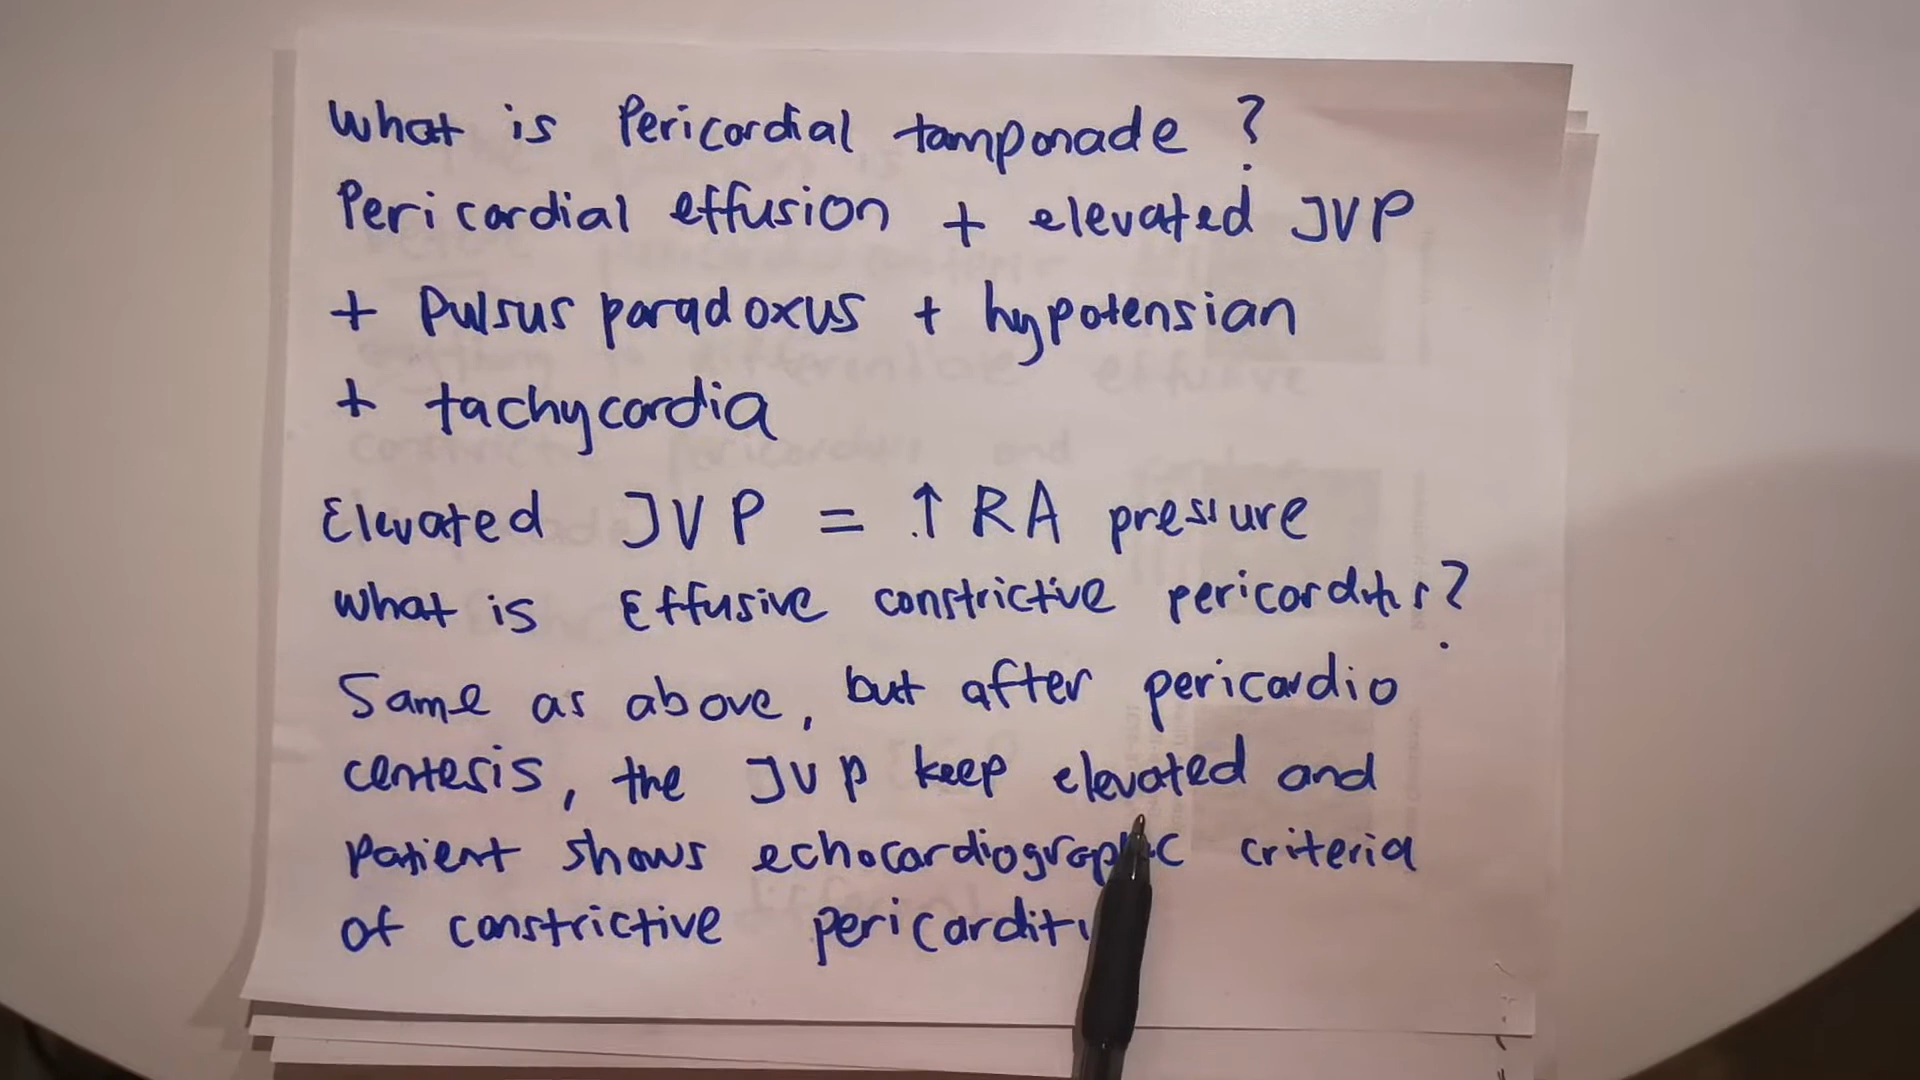 What is Pericardial tamponade ?
Pericardial effusion + elevated JVP
+ Pulsus paradoxus + hypotension
+ tachycardia
Elevated JVP = ↑ RA pressure
What is Effusive constrictive pericarditis ?
Same as above, but after pericardio
centesis, the JVP keep elevated and
Patient shows echocardiographic criteria
of constrictive pericarditi